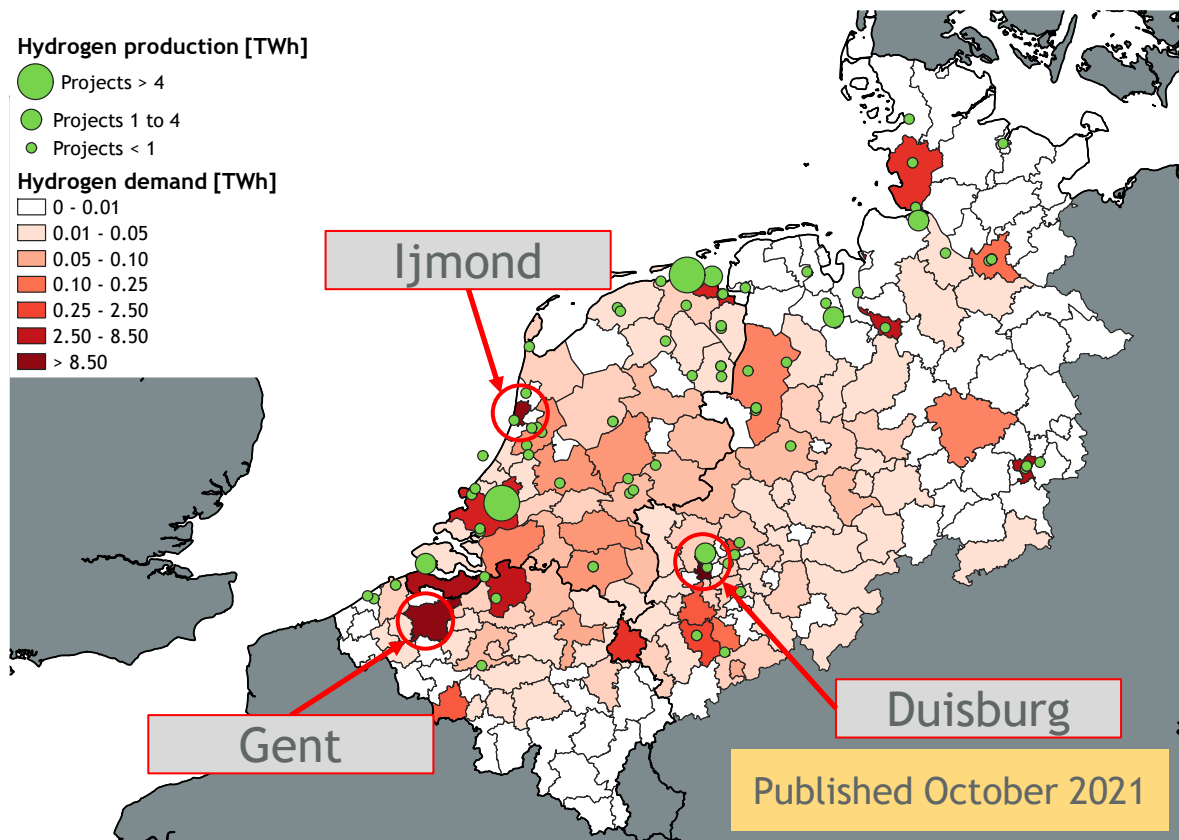 Hydrogen production [TWh]
Projects > 4
Projects 1 to 4
Projects < 1
Hydrogen demand [TWh]
0 - 0.01
0.01 - 0.05
0.05 - 0.10
0.10 - 0.25
0.25 - 2.50
2.50 - 8.50
> 8.50
Ijmond
Gent
Duisburg
Published October 2021